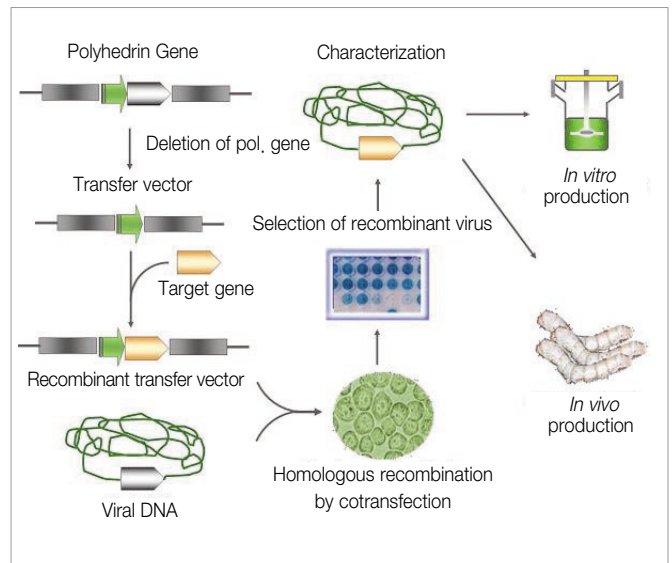 Polyhedrin Gene
Deletion of pol. gene
Transfer vector
Target gene
Recombinant transfer vector
Viral DNA
Homologous recombination
by cotransfection
Selection of recombinant virus
Characterization
In vitro
production
In vivo
production